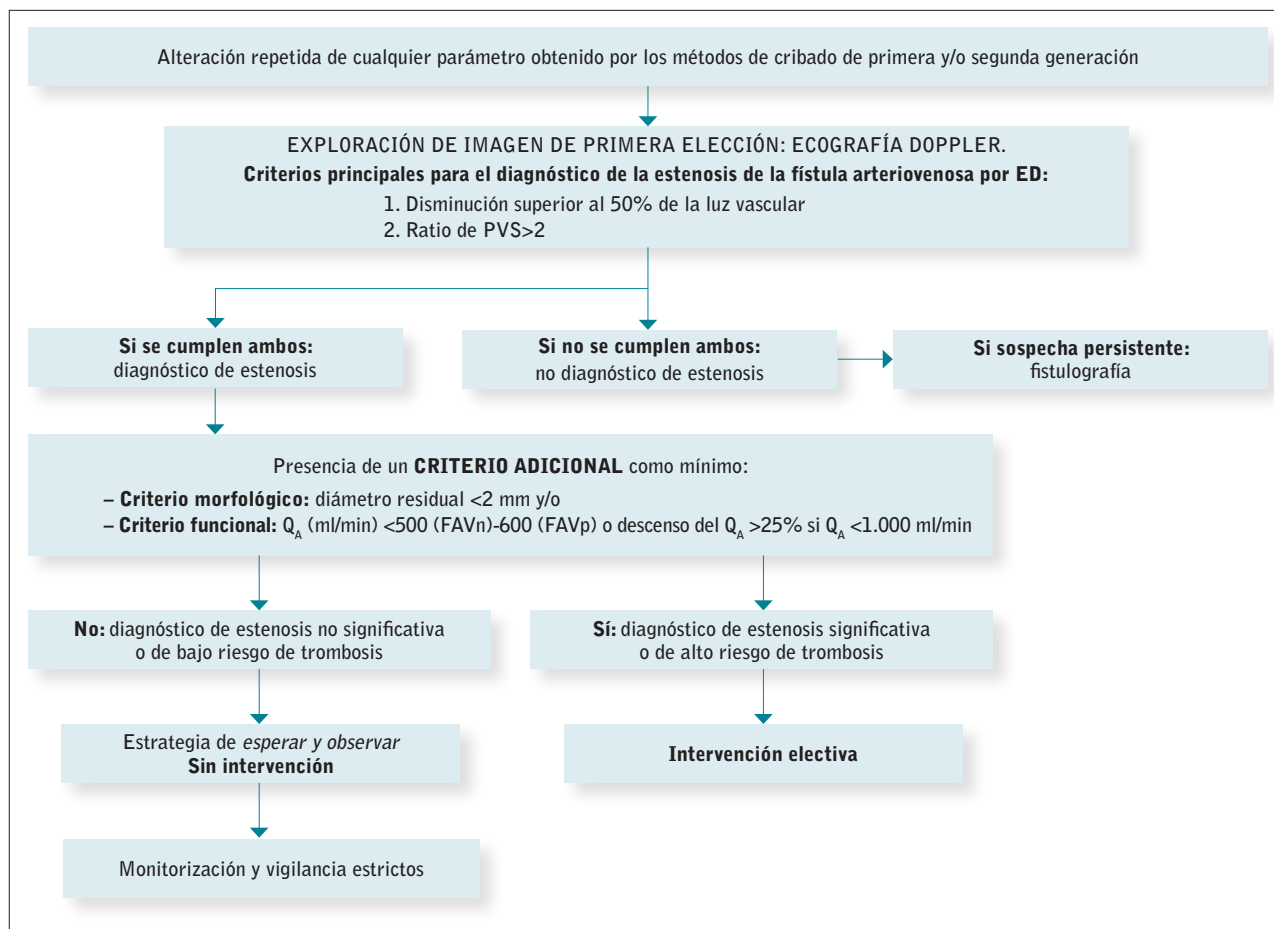 Alteración repetida de cualquier parámetro obtenido por los métodos de cribado de primera y/o segunda generación
EXPLORACIÓN DE IMAGEN DE PRIMERA ELECCIÓN: ECOGRAFÍA DOPPLER.
Criterios principales para el diagnóstico de la estenosis de la fístula arteriovenosa por ED:
1. Disminución superior al 50% de la luz vascular
2. Ratio de PVS>2
Si se cumplen ambos:
diagnóstico de estenosis
Si no se cumplen ambos:
no diagnóstico de estenosis
Si sospecha persistente:
fistulografía
Presencia de un CRITERIO ADICIONAL como mínimo:
– Criterio morfológico: diámetro residual <2 mm y/o
– Criterio funcional: QA (ml/min) <500 (FAVn)-600 (FAVp) o descenso del QA >25% si QA <1.000 ml/min
No: diagnóstico de estenosis no significativa
o de bajo riesgo de trombosis
Sí: diagnóstico de estenosis significativa
o de alto riesgo de trombosis
Estrategia de esperar y observar
Sin intervención
Intervención electiva
Monitorización y vigilancia estrictos